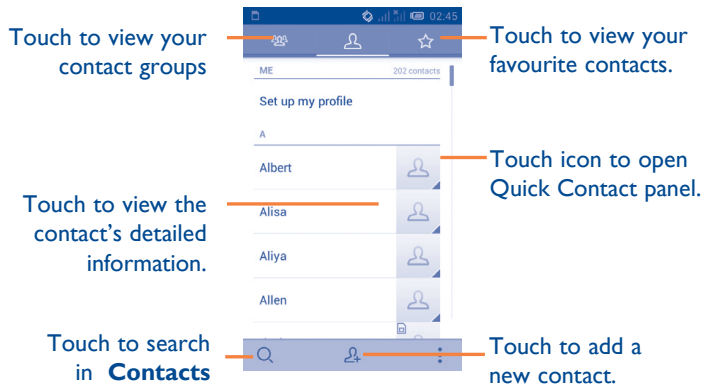 02:45
Touch to view your
contact groups
Touch to view your
favourite contacts.
ME 202 contacts
Set up my profile
A
Albert
Touch icon to open
Quick Contact panel.
Touch to view the
contact's detailed
information.
Alisa
Aliya
Allen
Touch to search
in Contacts
Touch to add a
new contact.